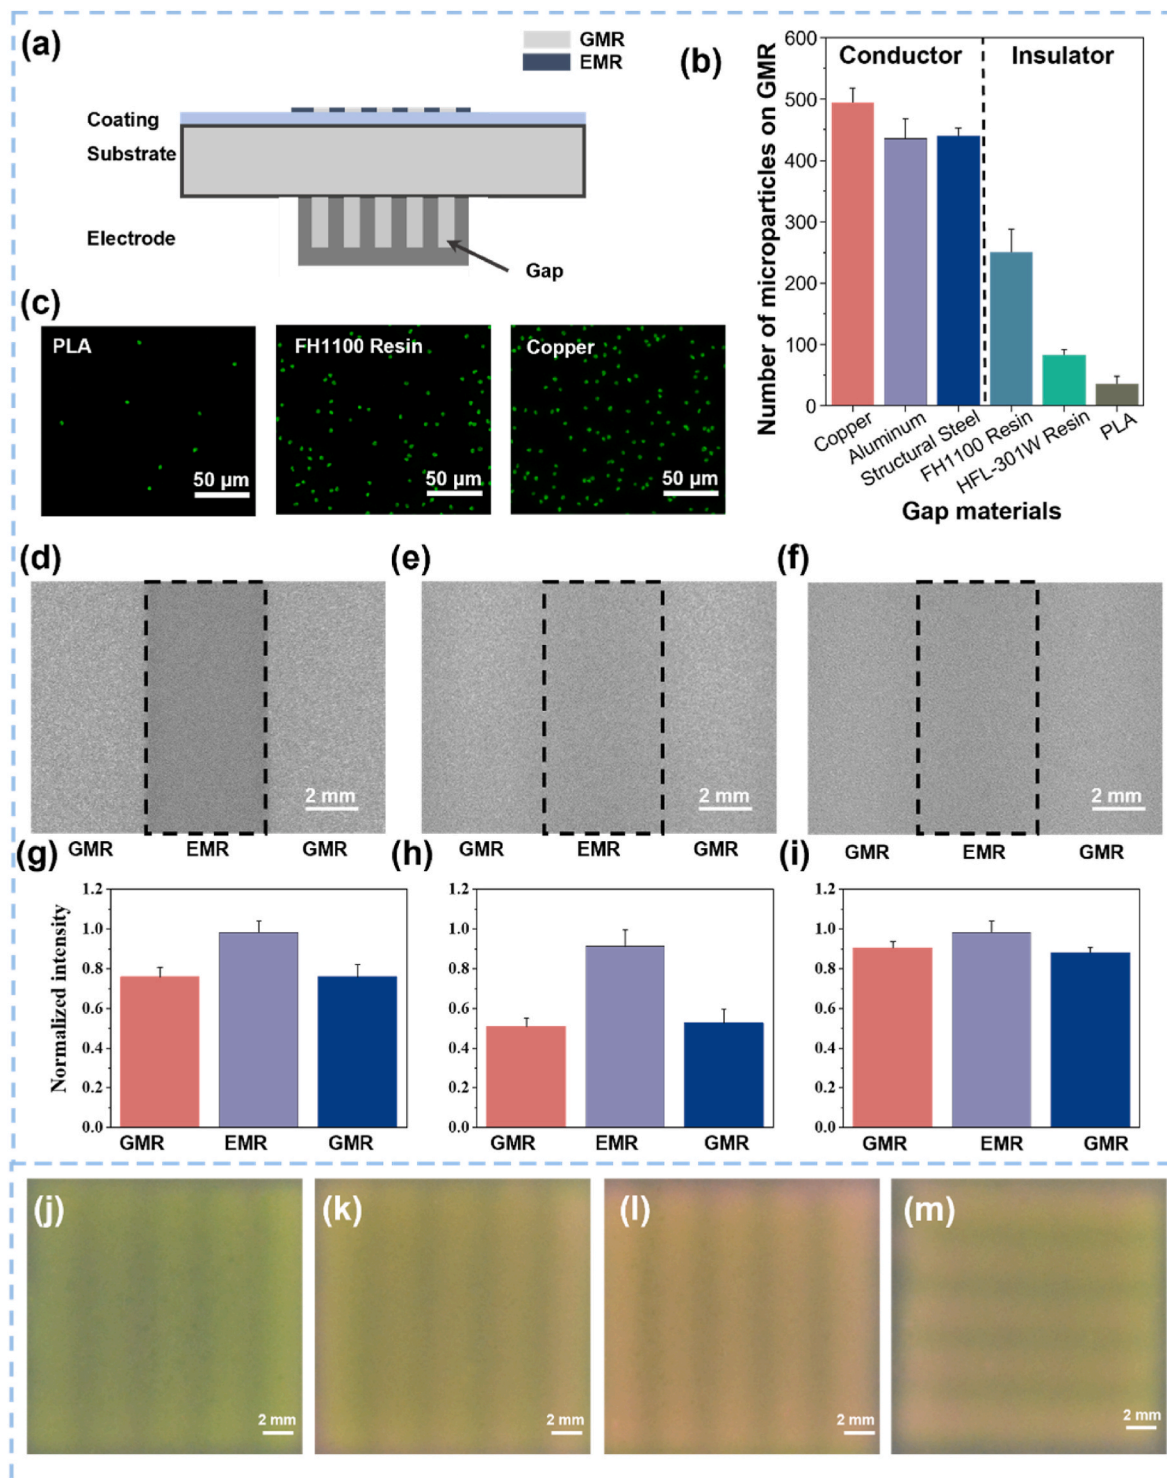 (a)
GMR
EMR
Coating
Substrate
Electrode
Gap
(b)
Number of microparticles on GMR
600
500
400
300
200
100
0
Conductor
Insulator
Copper
Aluminum
Structural Steel
FH1100 Resin
HFL-301W Resin
PLA
Gap materials
(c)
PLA
50 µm
FH1100 Resin
50 µm
Copper
50 µm
(d)
2 mm
GMR
EMR
GMR
(e)
2 mm
GMR
EMR
GMR
(f)
2 mm
GMR
EMR
GMR
(g)
Normalized intensity
1.2
1.0
0.8
0.6
0.4
0.2
0.0
GMR
EMR
GMR
(h)
1.2
1.0
0.8
0.6
0.4
0.2
0.0
GMR
EMR
GMR
(i)
1.2
1.0
0.8
0.6
0.4
0.2
0.0
GMR
EMR
GMR
(j)
2 mm
(k)
2 mm
(l)
2 mm
(m)
2 mm